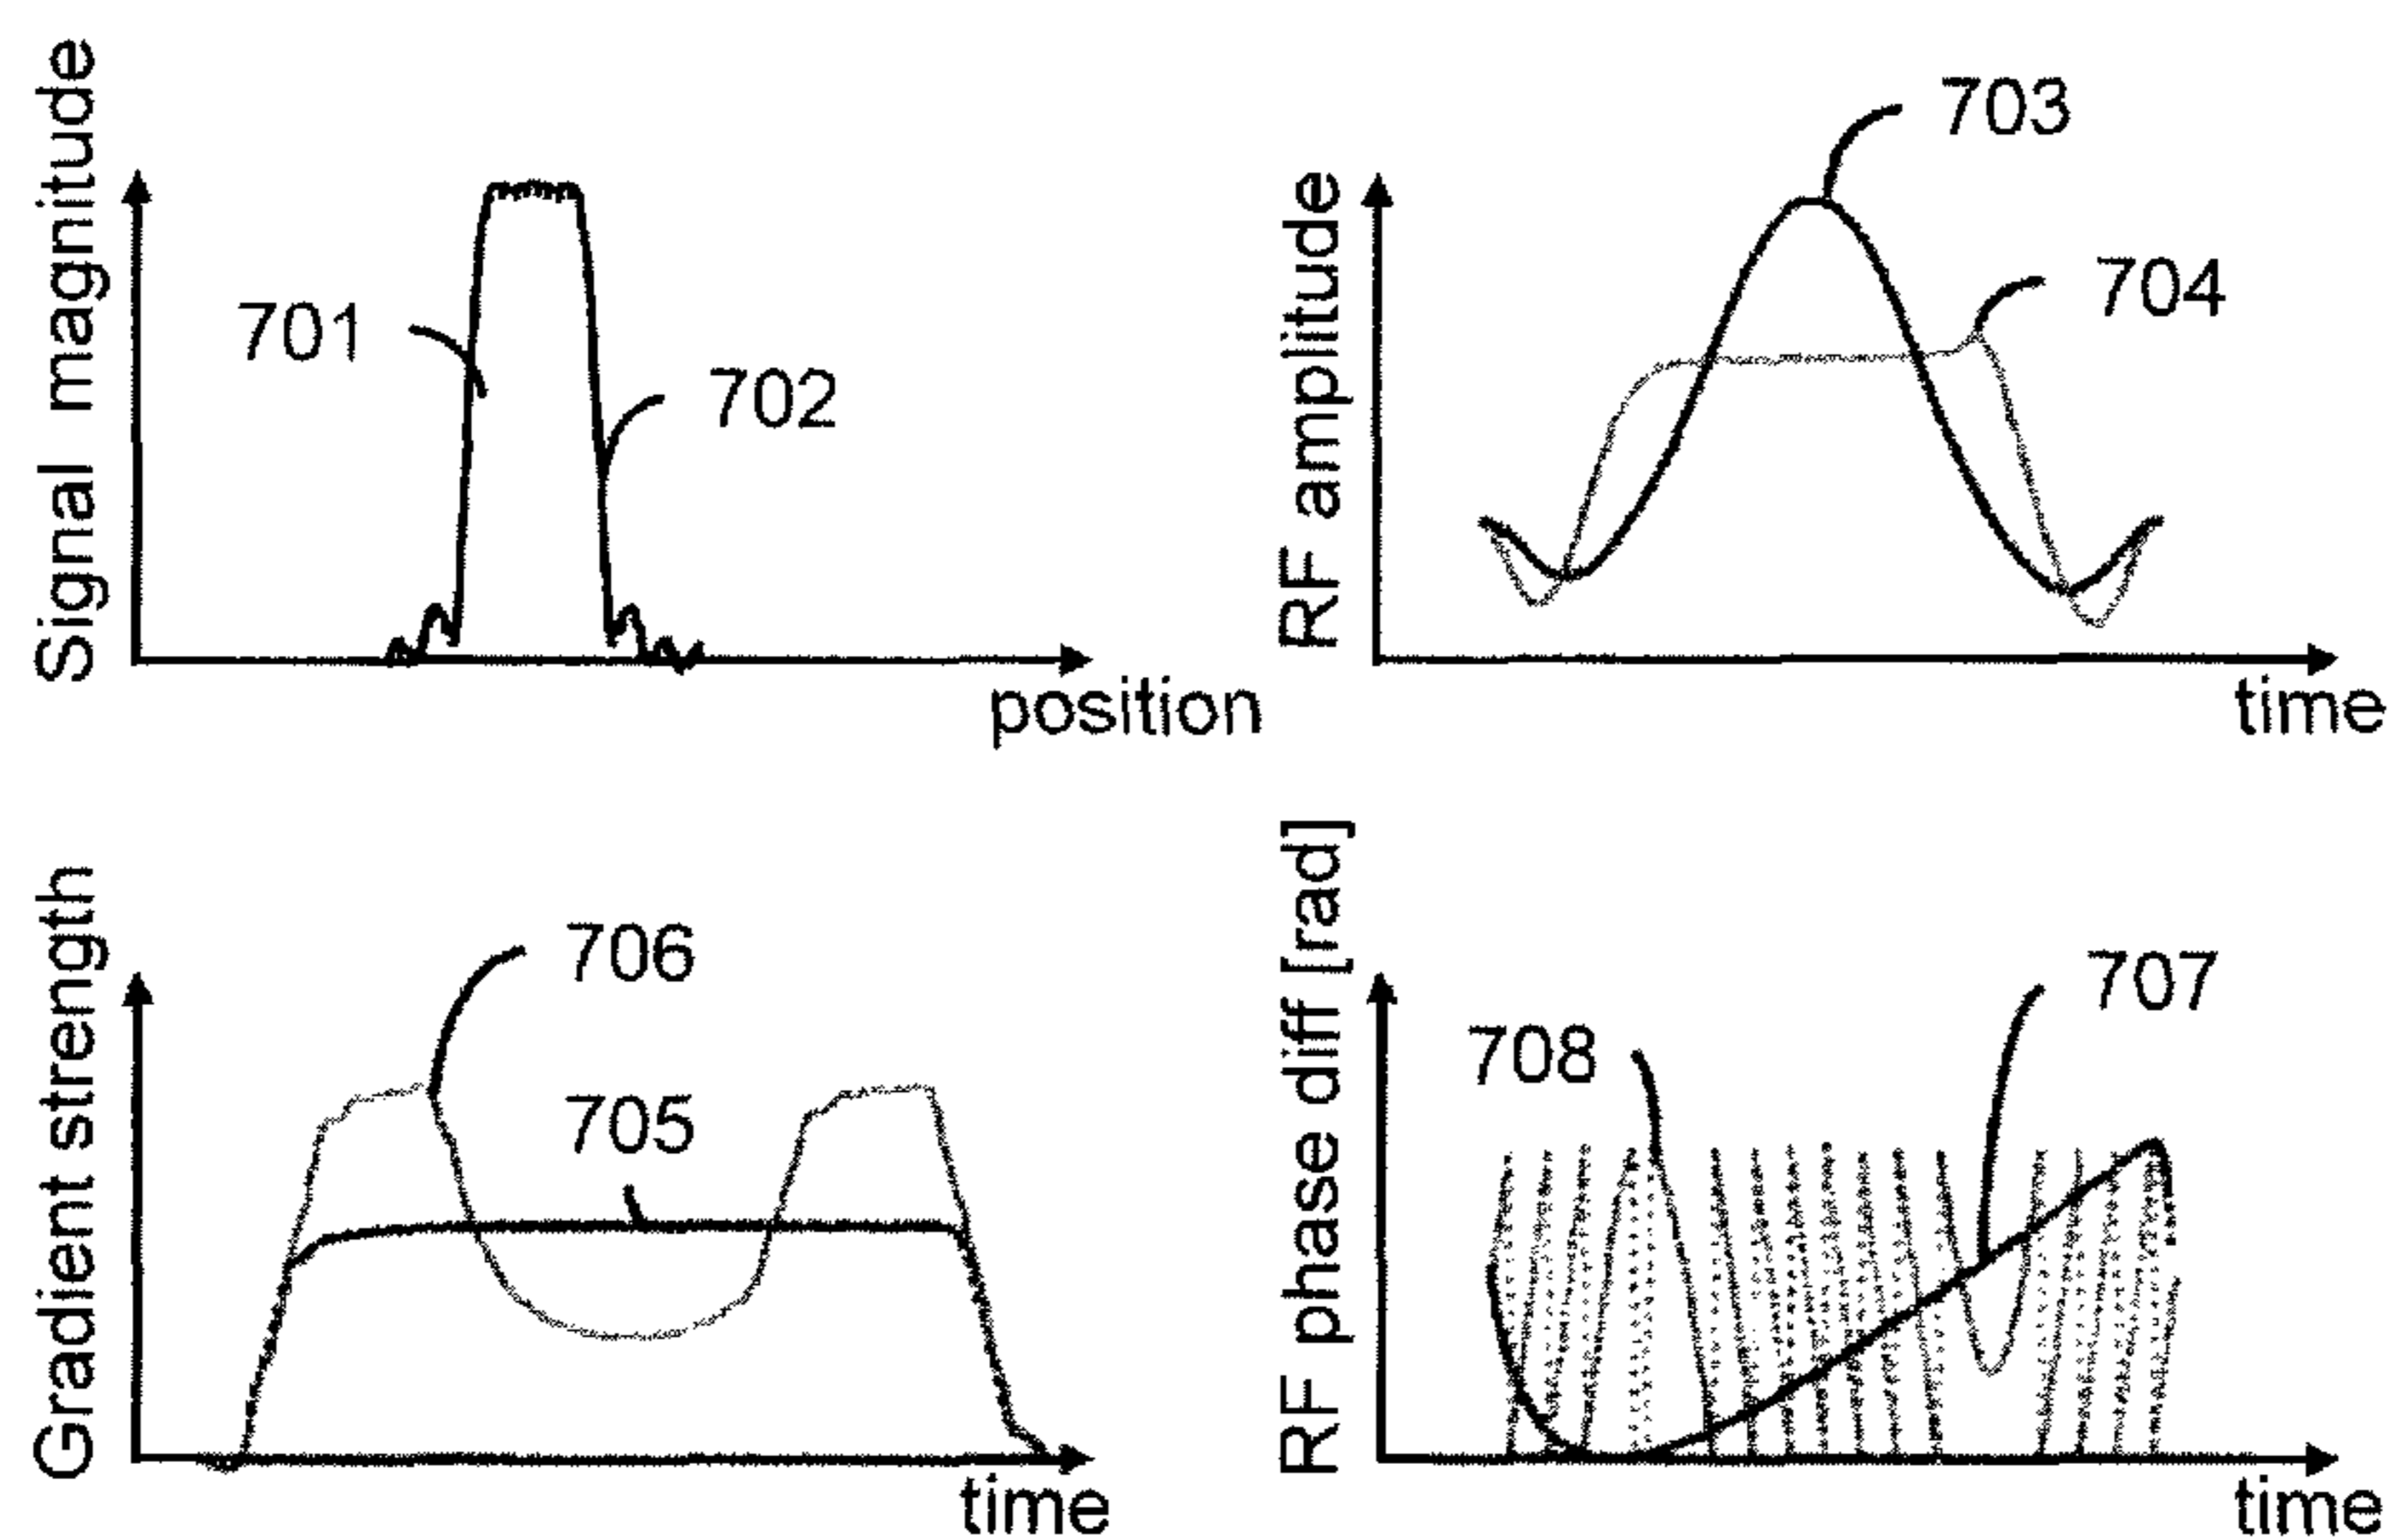 Signal magnitude
701
702
position
RF amplitude
703
704
time
Gradient strength
706
705
time
RF phase diff [rad]
708
707
time